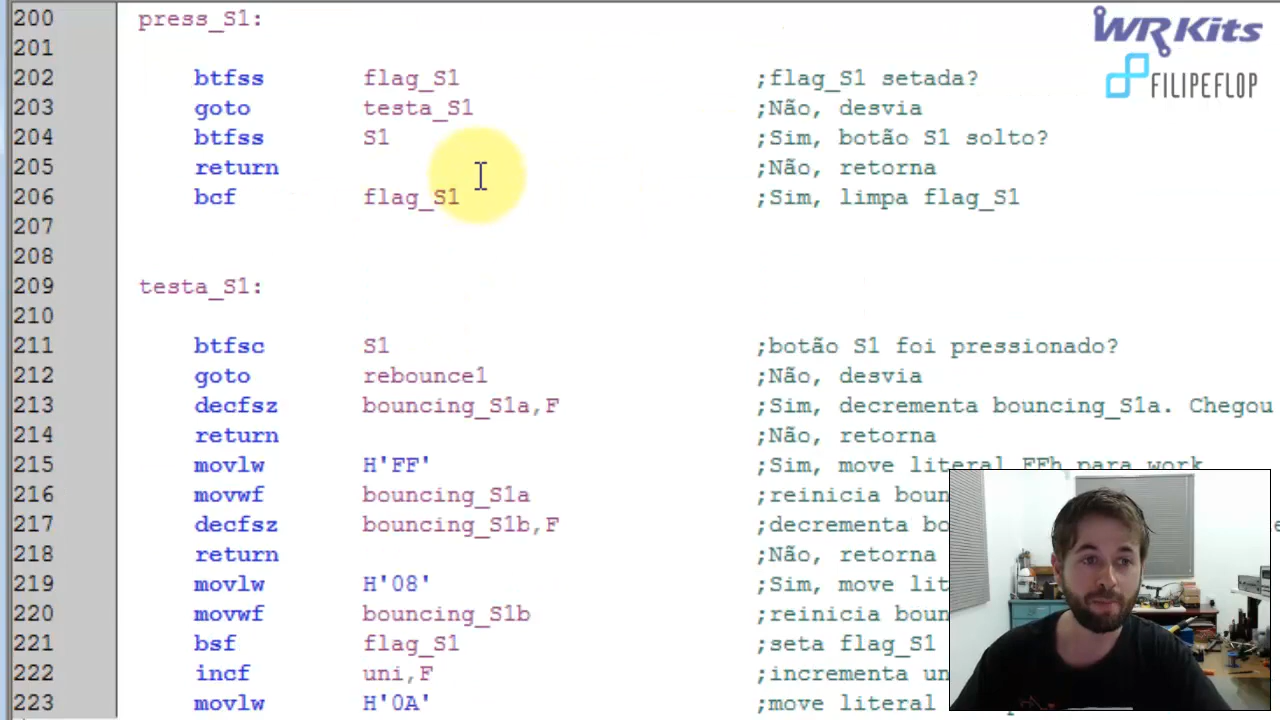 200 press_S1:
201
202 btfss flag_S1 ;flag_S1 setada?
203 goto testa_S1 ;Não, desvia
204 btfss S1 ;Sim, botão S1 solto?
205 return ;Não, retorna
206 bcf flag_S1 ;Sim, limpa flag_S1
207
208
209 testa_S1:
210
211 btfsc S1 ;botão S1 foi pressionado?
212 goto rebounce1 ;Não, desvia
213 decfsz bouncing_S1a,F ;Sim, decrementa bouncing_S1a. Chegou
214 return ;Não, retorna
215 movlw H'FF' ;Sim, move literal FFh para work
216 movwf bouncing_S1a ;reinicia boun
217 decfsz bouncing_S1b,F ;decrementa bo
218 return ;Não, retorna
219 movlw H'08' ;Sim, move lit
220 movwf bouncing_S1b ;reinicia boun
221 bsf flag_S1 ;seta flag_S1
222 incf uni,F ;incrementa un
223 movlw H'0A' ;move literal
WR Kits
FILIPEFLOP